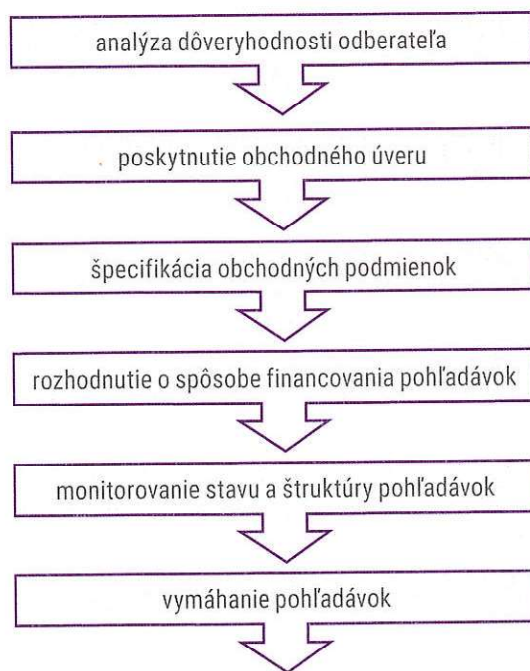 analýza dôveryhodnosti odberateľa
poskytnutie obchodného úveru
špecifikácia obchodných podmienok
rozhodnutie o spôsobe financovania pohľadávok
monitorovanie stavu a štruktúry pohľadávok
vymáhanie pohľadávok